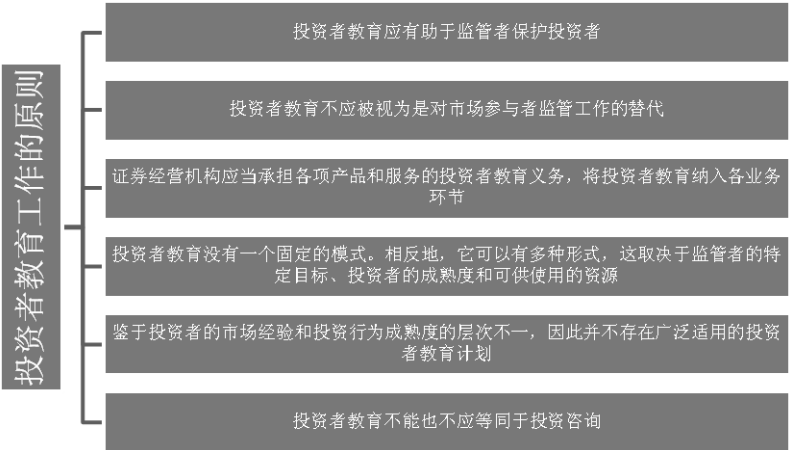 投资者教育工作的原则
投资者教育应有助于监管者保护投资者
投资者教育不应被视为是对市场参与者监管工作的替代
证券经营机构应当承担各项产品和服务的投资者教育义务，将投资者教育纳入各业务
环节
投资者教育没有一个固定的模式。相反地，它可以有多种形式，这取决于监管者的特
定目标、投资者的成熟度和可供使用的资源
鉴于投资者的市场经验和投资行为成熟度的层次不一，因此并不存在广泛适用的投资
者教育计划
投资者教育不能也不应等同于投资咨询